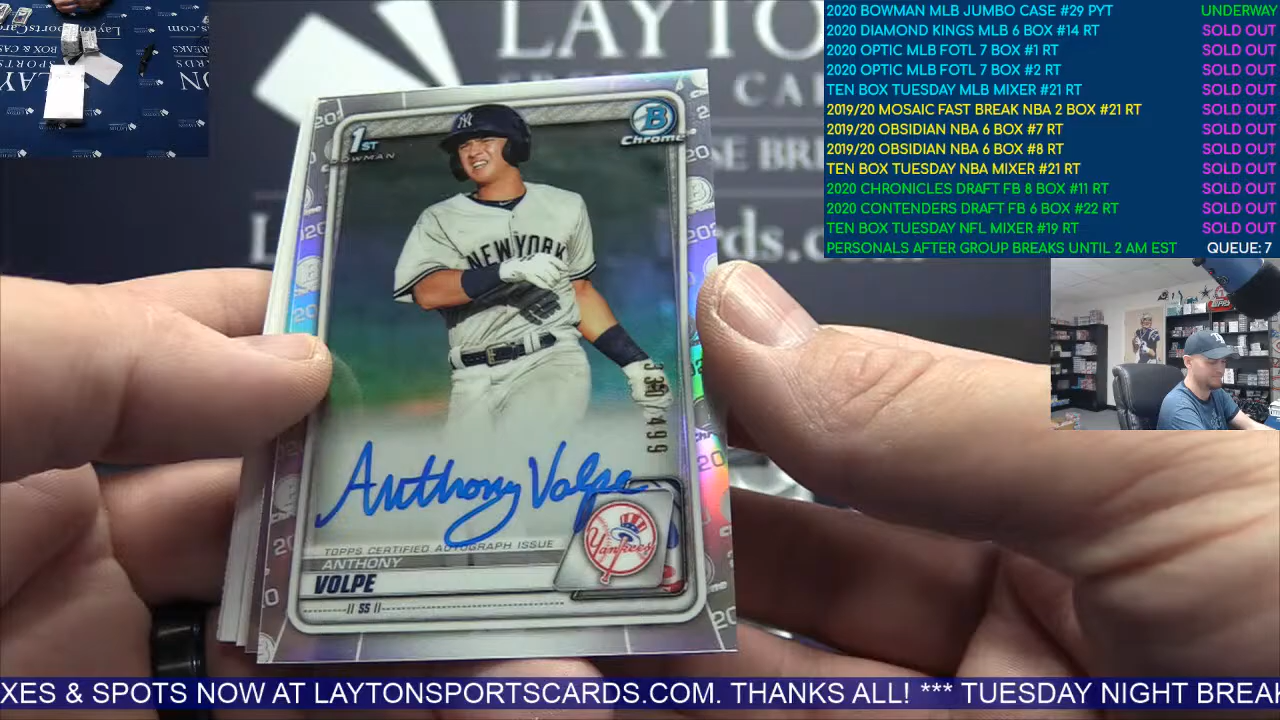 2020 BOWMAN MLB JUMBO CASE #29 PYT UNDERWAY
2020 DIAMOND KINGS MLB 6 BOX #14 RT SOLD OUT
2020 OPTIC MLB FOTL 7 BOX #1 RT SOLD OUT
2020 OPTIC MLB FOTL 7 BOX #2 RT SOLD OUT
TEN BOX TUESDAY MLB MIXER #21 RT SOLD OUT
2019/20 MOSAIC FAST BREAK NBA 2 BOX #21 RT SOLD OUT
2019/20 OBSIDIAN NBA 6 BOX #7 RT SOLD OUT
2019/20 OBSIDIAN NBA 6 BOX #8 RT SOLD OUT
TEN BOX TUESDAY NBA MIXER #21 RT SOLD OUT
2020 CHRONICLES DRAFT FB 8 BOX #11 RT SOLD OUT
2020 CONTENDERS DRAFT FB 6 BOX #22 RT SOLD OUT
TEN BOX TUESDAY NFL MIXER #19 RT SOLD OUT
PERSONALS AFTER GROUP BREAKS UNTIL 2 AM EST QUEUE: 7
LAYTON
1ST
BOWMAN
B
Chrome
NEW YORK
330/499
Anthony Volpe
Yankees
TOPPS CERTIFIED AUTOGRAPH ISSUE
ANTHONY
VOLPE
SS
XES & SPOTS NOW AT LAYTONSPORTSCARDS.COM. THANKS ALL! *** TUESDAY NIGHT BREA